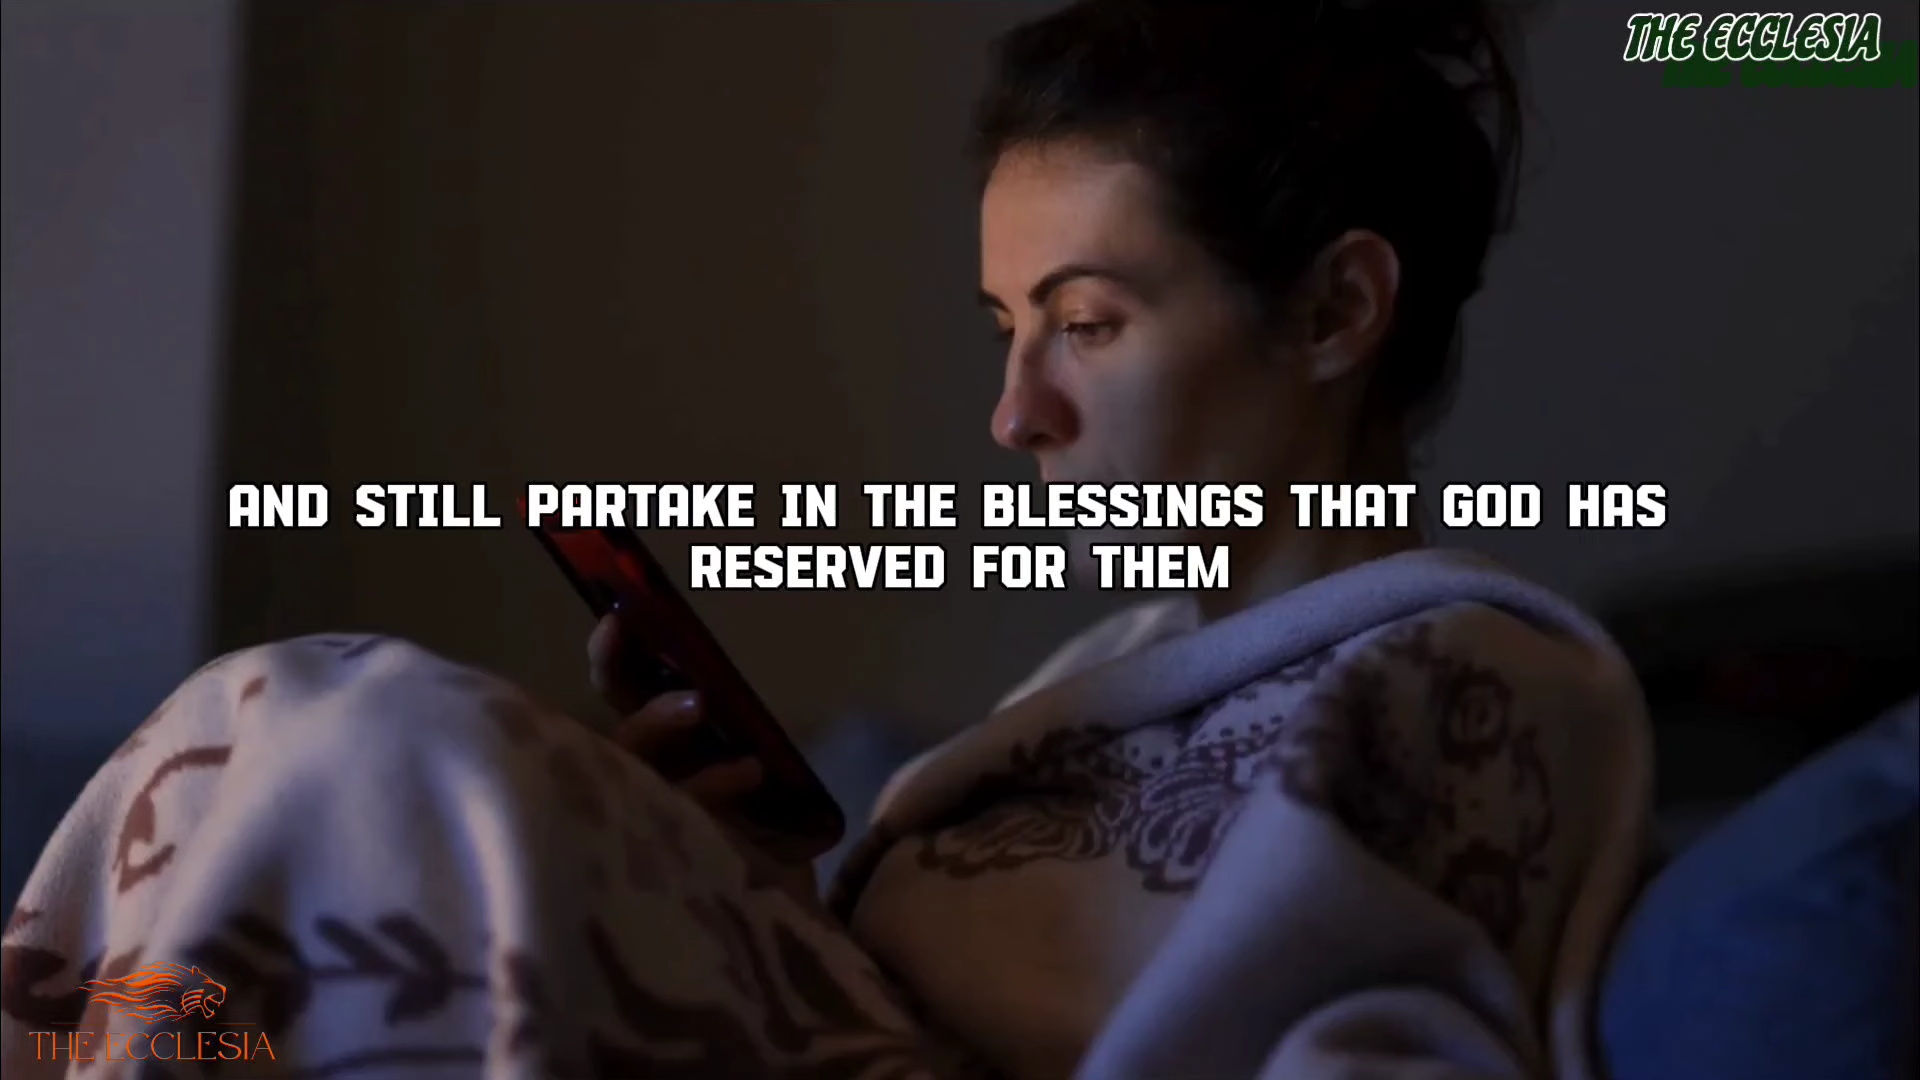 THE ECCLESIA
AND STILL PARTAKE IN THE BLESSINGS THAT GOD HAS
RESERVED FOR THEM
THE ECCLESIA